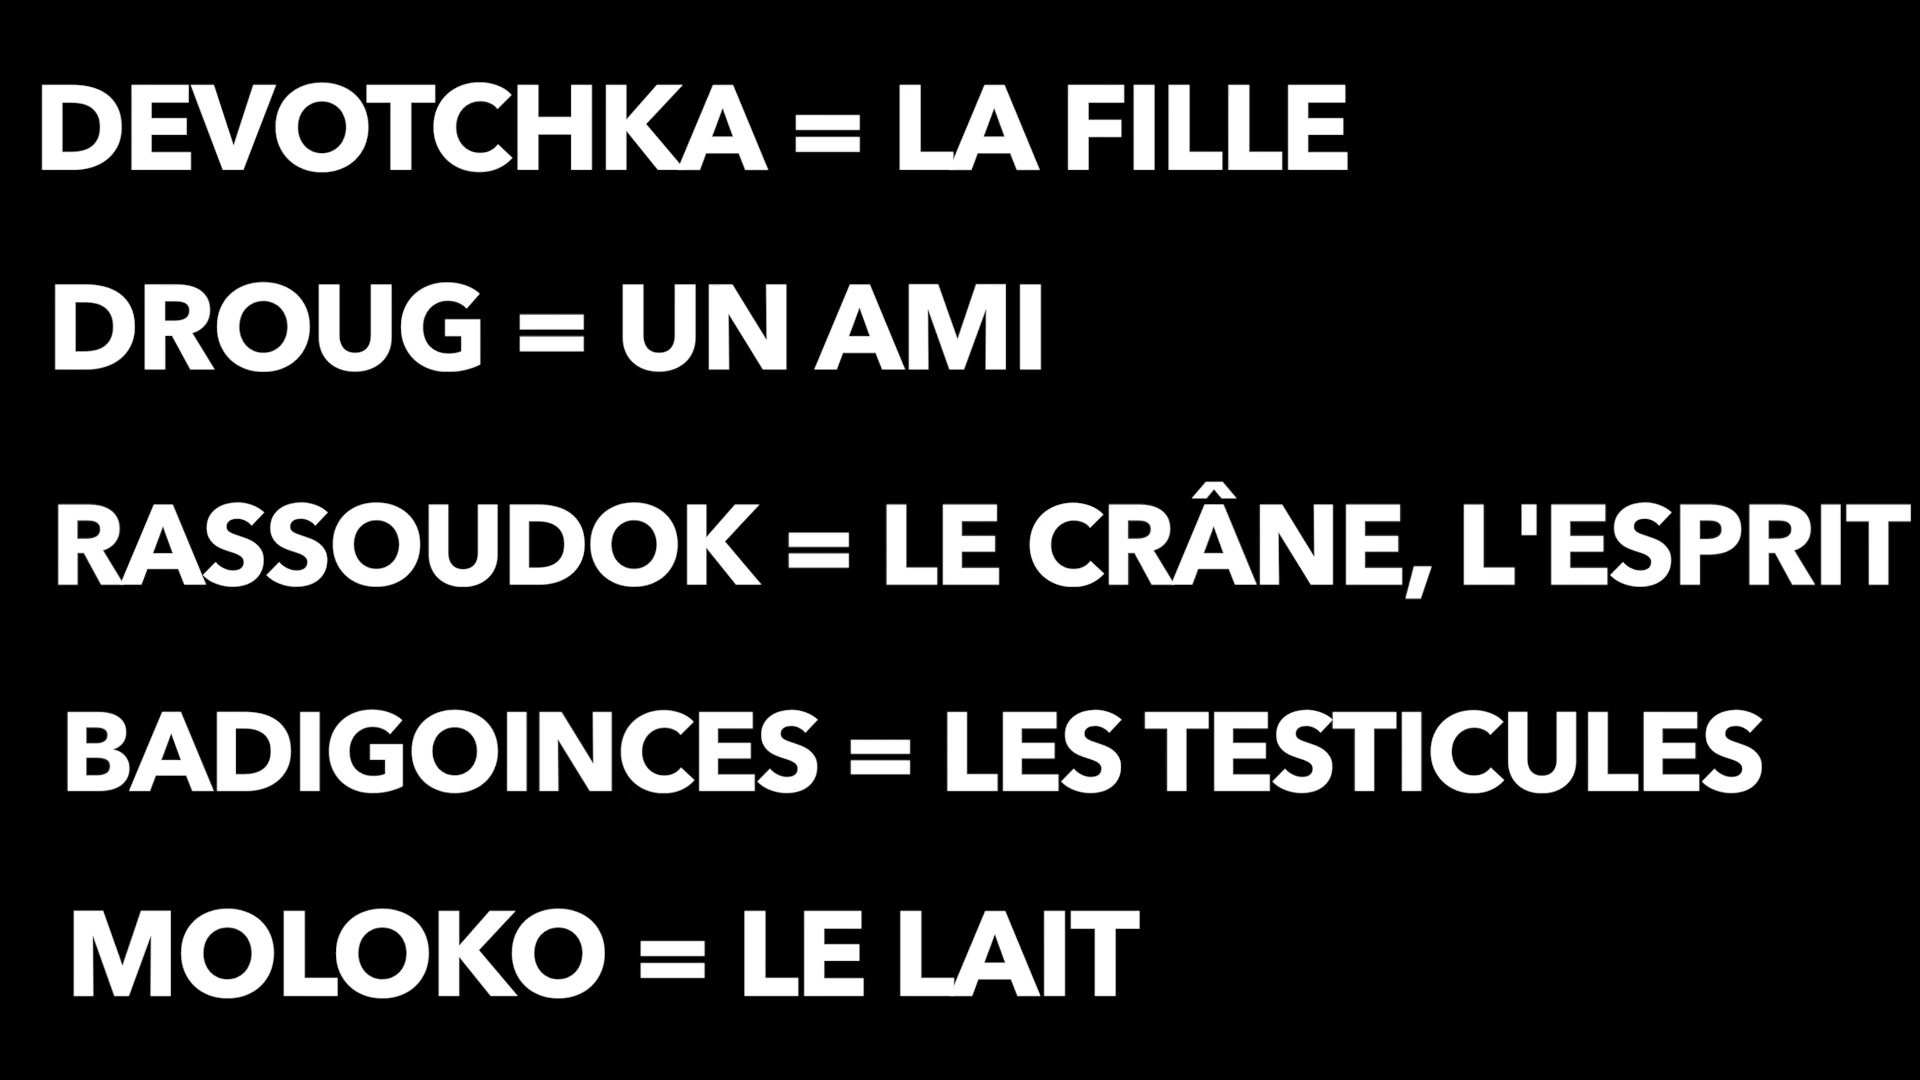 DEVOTCHKA = LA FILLE
DROUG = UN AMI
RASSOUDOK = LE CRÂNE, L'ESPRIT
BADIGOINCES = LES TESTICULES
MOLOKO = LE LAIT